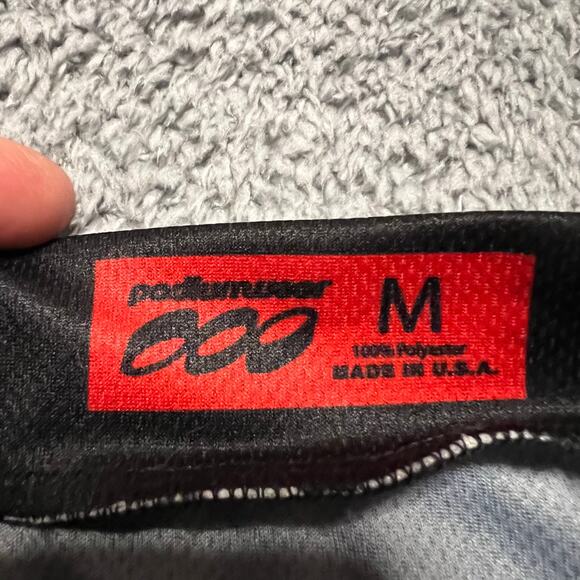 podiumwear
M
100% Polyester
MADE IN U.S.A.